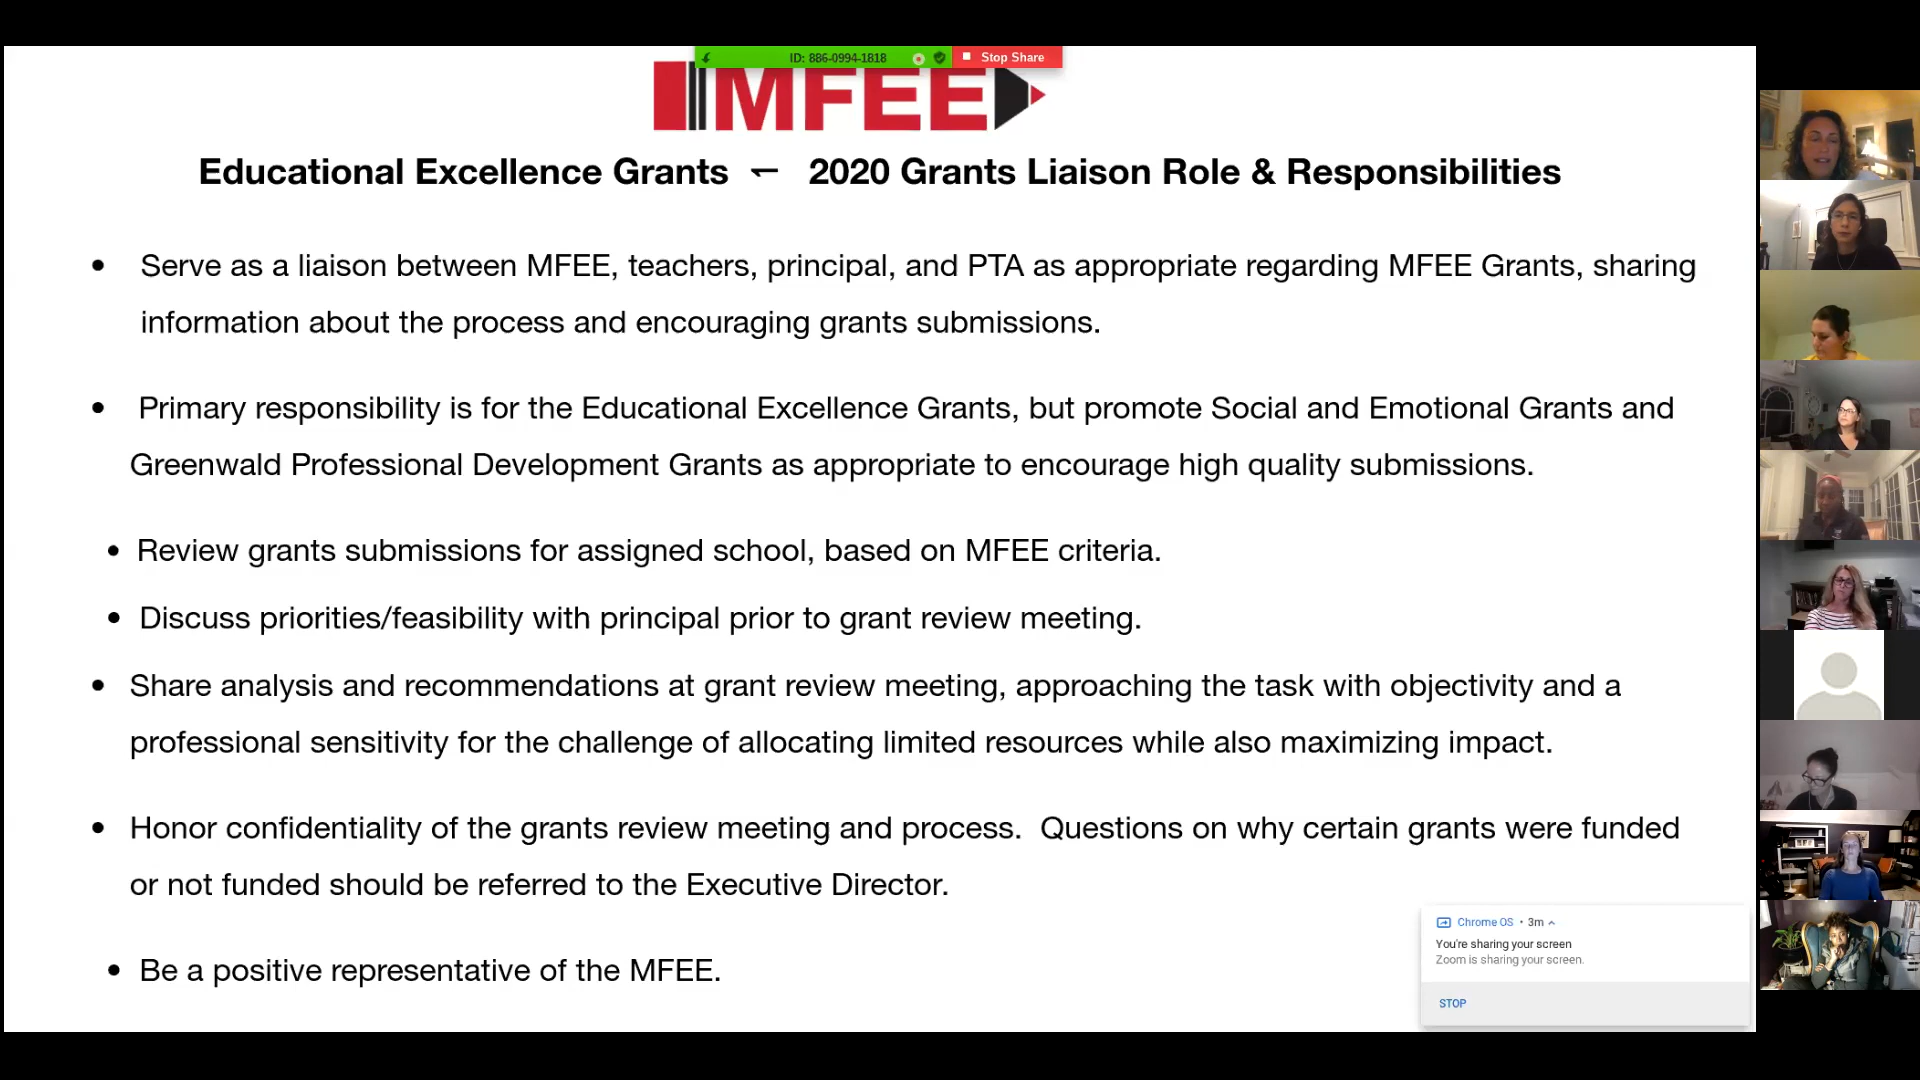 ID: 886-0994-1818
Stop Share
MFEE
Educational Excellence Grants – 2020 Grants Liaison Role & Responsibilities
• Serve as a liaison between MFEE, teachers, principal, and PTA as appropriate regarding MFEE Grants, sharing
information about the process and encouraging grants submissions.
• Primary responsibility is for the Educational Excellence Grants, but promote Social and Emotional Grants and
Greenwald Professional Development Grants as appropriate to encourage high quality submissions.
• Review grants submissions for assigned school, based on MFEE criteria.
• Discuss priorities/feasibility with principal prior to grant review meeting.
• Share analysis and recommendations at grant review meeting, approaching the task with objectivity and a
professional sensitivity for the challenge of allocating limited resources while also maximizing impact.
• Honor confidentiality of the grants review meeting and process. Questions on why certain grants were funded
or not funded should be referred to the Executive Director.
• Be a positive representative of the MFEE.
Chrome OS • 3m
You're sharing your screen
Zoom is sharing your screen.
STOP